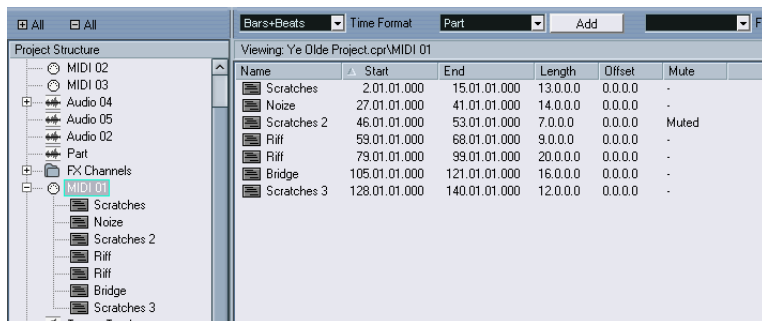 All All Bars+Beats Time Format Part Add F
Project Structure Viewing: Ye Olde Project.cpr\MIDI 01
MIDI 02
MIDI 03
Audio 04
Audio 05
Audio 02
Part
FX Channels
MIDI 01
Scratches
Noize
Scratches 2
Riff
Riff
Bridge
Scratches 3
Name Start End Length Offset Mute
Scratches 2.01.01.000 15.01.01.000 13.0.0.0 0.0.0.0 -
Noize 27.01.01.000 41.01.01.000 14.0.0.0 0.0.0.0 -
Scratches 2 46.01.01.000 53.01.01.000 7.0.0.0 0.0.0.0 Muted
Riff 59.01.01.000 68.01.01.000 9.0.0.0 0.0.0.0 -
Riff 79.01.01.000 99.01.01.000 20.0.0.0 0.0.0.0 -
Bridge 105.01.01.000 121.01.01.000 16.0.0.0 0.0.0.0 -
Scratches 3 128.01.01.000 140.01.01.000 12.0.0.0 0.0.0.0 -